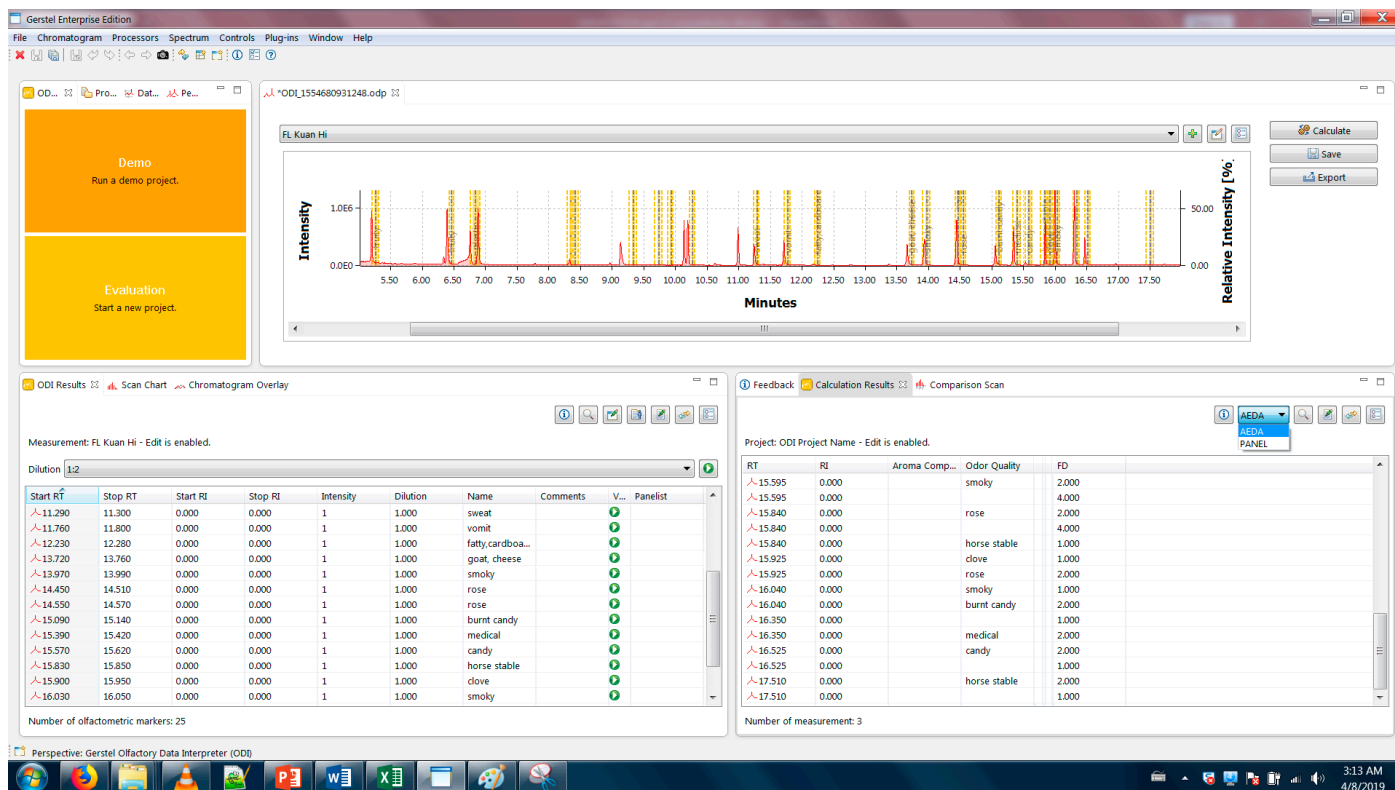 Gerstel Enterprise Edition
File Chromatogram Processors Spectrum Controls Plug-ins Window Help
OD... Pro... Dat... Pe...
*ODI_1554680931248.odp
Demo
Run a demo project.
Evaluation
Start a new project.
FL Kuan Hi
Calculate
Save
Export
Intensity
1.0E6
0.0E0
50.00
0.00
Relative Intensity [%]
5.50 6.00 6.50 7.00 7.50 8.00 8.50 9.00 9.50 10.00 10.50 11.00 11.50 12.00 12.50 13.00 13.50 14.00 14.50 15.00 15.50 16.00 16.50 17.00 17.50
Minutes
ODI Results Scan Chart Chromatogram Overlay
Measurement: FL Kuan Hi - Edit is enabled.
Dilution 1:2
Start RT Stop RT Start RI Stop RI Intensity Dilution Name Comments V... Panelist
11.290 11.300 0.000 0.000 1 1.000 sweat
11.760 11.800 0.000 0.000 1 1.000 vomit
12.230 12.280 0.000 0.000 1 1.000 fatty,cardboa...
13.720 13.760 0.000 0.000 1 1.000 goat, cheese
13.970 13.990 0.000 0.000 1 1.000 smoky
14.450 14.510 0.000 0.000 1 1.000 rose
14.550 14.570 0.000 0.000 1 1.000 rose
15.090 15.140 0.000 0.000 1 1.000 burnt candy
15.390 15.420 0.000 0.000 1 1.000 medical
15.570 15.620 0.000 0.000 1 1.000 candy
15.830 15.850 0.000 0.000 1 1.000 horse stable
15.900 15.950 0.000 0.000 1 1.000 clove
16.030 16.050 0.000 0.000 1 1.000 smoky
Number of olfactometric markers: 25
Feedback Calculation Results Comparison Scan
AEDA
AEDA
PANEL
Project: ODI Project Name - Edit is enabled.
RT RI Aroma Comp... Odor Quality FD
15.595 0.000 smoky 2.000
15.595 0.000 4.000
15.840 0.000 rose 2.000
15.840 0.000 4.000
15.840 0.000 horse stable 1.000
15.925 0.000 clove 1.000
15.925 0.000 rose 2.000
16.040 0.000 smoky 1.000
16.040 0.000 burnt candy 2.000
16.350 0.000 1.000
16.350 0.000 medical 2.000
16.525 0.000 candy 2.000
16.525 0.000 1.000
17.510 0.000 horse stable 2.000
17.510 0.000 1.000
Number of measurement: 3
Perspective: Gerstel Olfactory Data Interpreter (ODI)
3:13 AM
4/8/2019